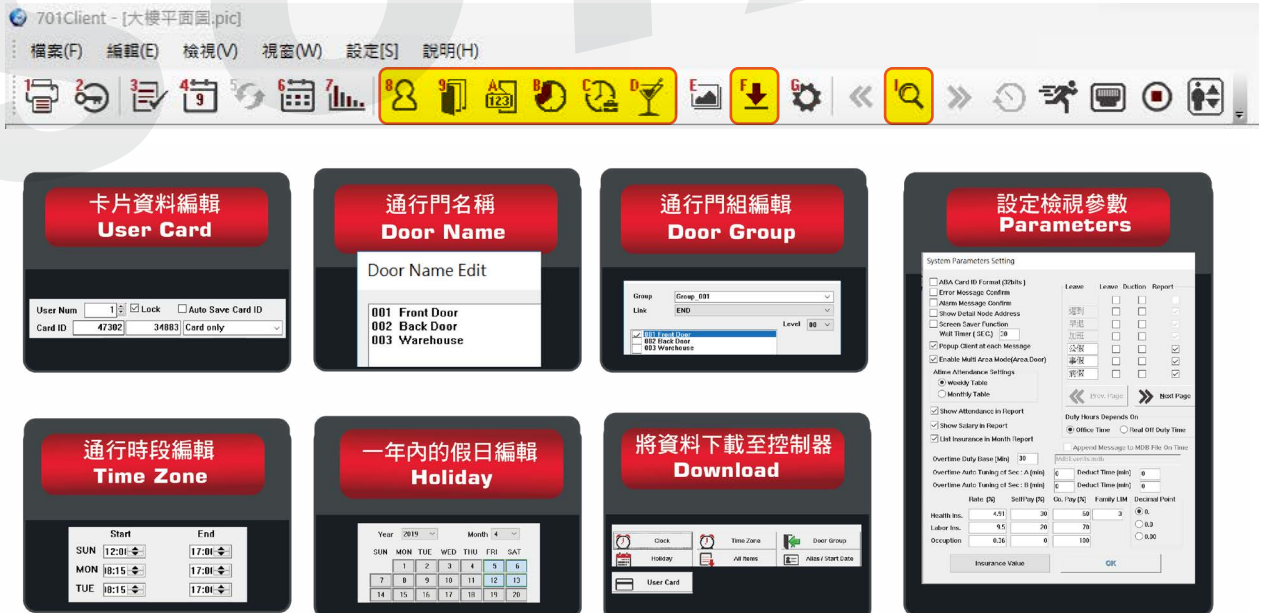 701Client - [大樓平面圖.pic]
檔案(F) 編輯(E) 檢視(V) 視窗(W) 設定[S] 說明(H)
1 2 3 4 9 5 6 7 8 9 A 123 B C D E F G I
卡片資料編輯
User Card
User Num 1 Lock Auto Save Card ID
Card ID 47302 34883 Card only
通行門名稱
Door Name
Door Name Edit
001 Front Door
002 Back Door
003 Warehouse
通行門組編輯
Door Group
Group Group_001
Link END
Level 00
001 Front Door
002 Back Door
003 Warehouse
設定檢視參數
Parameters
System Parameters Setting
ABA Card ID Format (32bits )
Error Message Confirm
Alarm Message Confirm
Show Detail Node Address
Screen Saver Function
Wait Timer ( SEC.) 30
Popup Client at each Message
Enable Multi Area Mode(Area.Door)
Atime Attendance Settings
Weekly Table
Monthly Table
Show Attendance in Report
Show Salary in Report
List Insurance in Month Report
Leave Leave Duction Report
遲到
早退
加班
公假
事假
病假
Prev. Page Next Page
Duty Hours Depends On
Office Time Real Off Duty Time
Append Message to MDB File On Time
Overtime Duty Base (Min) 30
Overtime Auto Tuning of Sec : A (min) 0 Deduct Time (min) 0
Overtime Auto Tuning of Sec : B (min) 0 Deduct Time (min) 0
Rate (%) SelfPay (%) Co. Pay (%) Family LIM Decimal Point
Health Ins. 4.91 30 60 3 0.
Labor Ins. 9.5 20 70 0.0
Occuption 0.36 0 100 0.00
Insurance Value OK
通行時段編輯
Time Zone
Start End
SUN 12:0 17:0
MON 8:15 17:0
TUE 8:15 17:0
一年內的假日編輯
Holiday
Year 2019 Month 4
SUN MON TUE WED THU FRI SAT
1 2 3 4 5 6
7 8 9 10 11 12 13
14 15 16 17 18 19 20
將資料下載至控制器
Download
Clock Time Zone Door Group
Holiday All Items Alias / Start Date
User Card